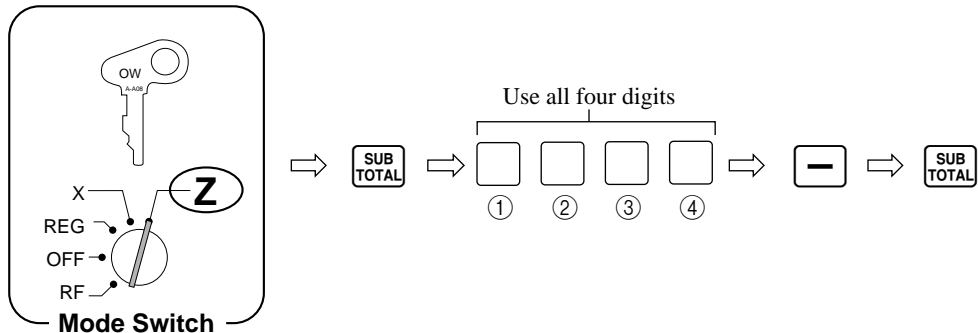 OW
A-A08
Use all four digits
SUB
TOTAL
①
②
③
④
−
SUB
TOTAL
X
Z
REG
OFF
RF
Mode Switch